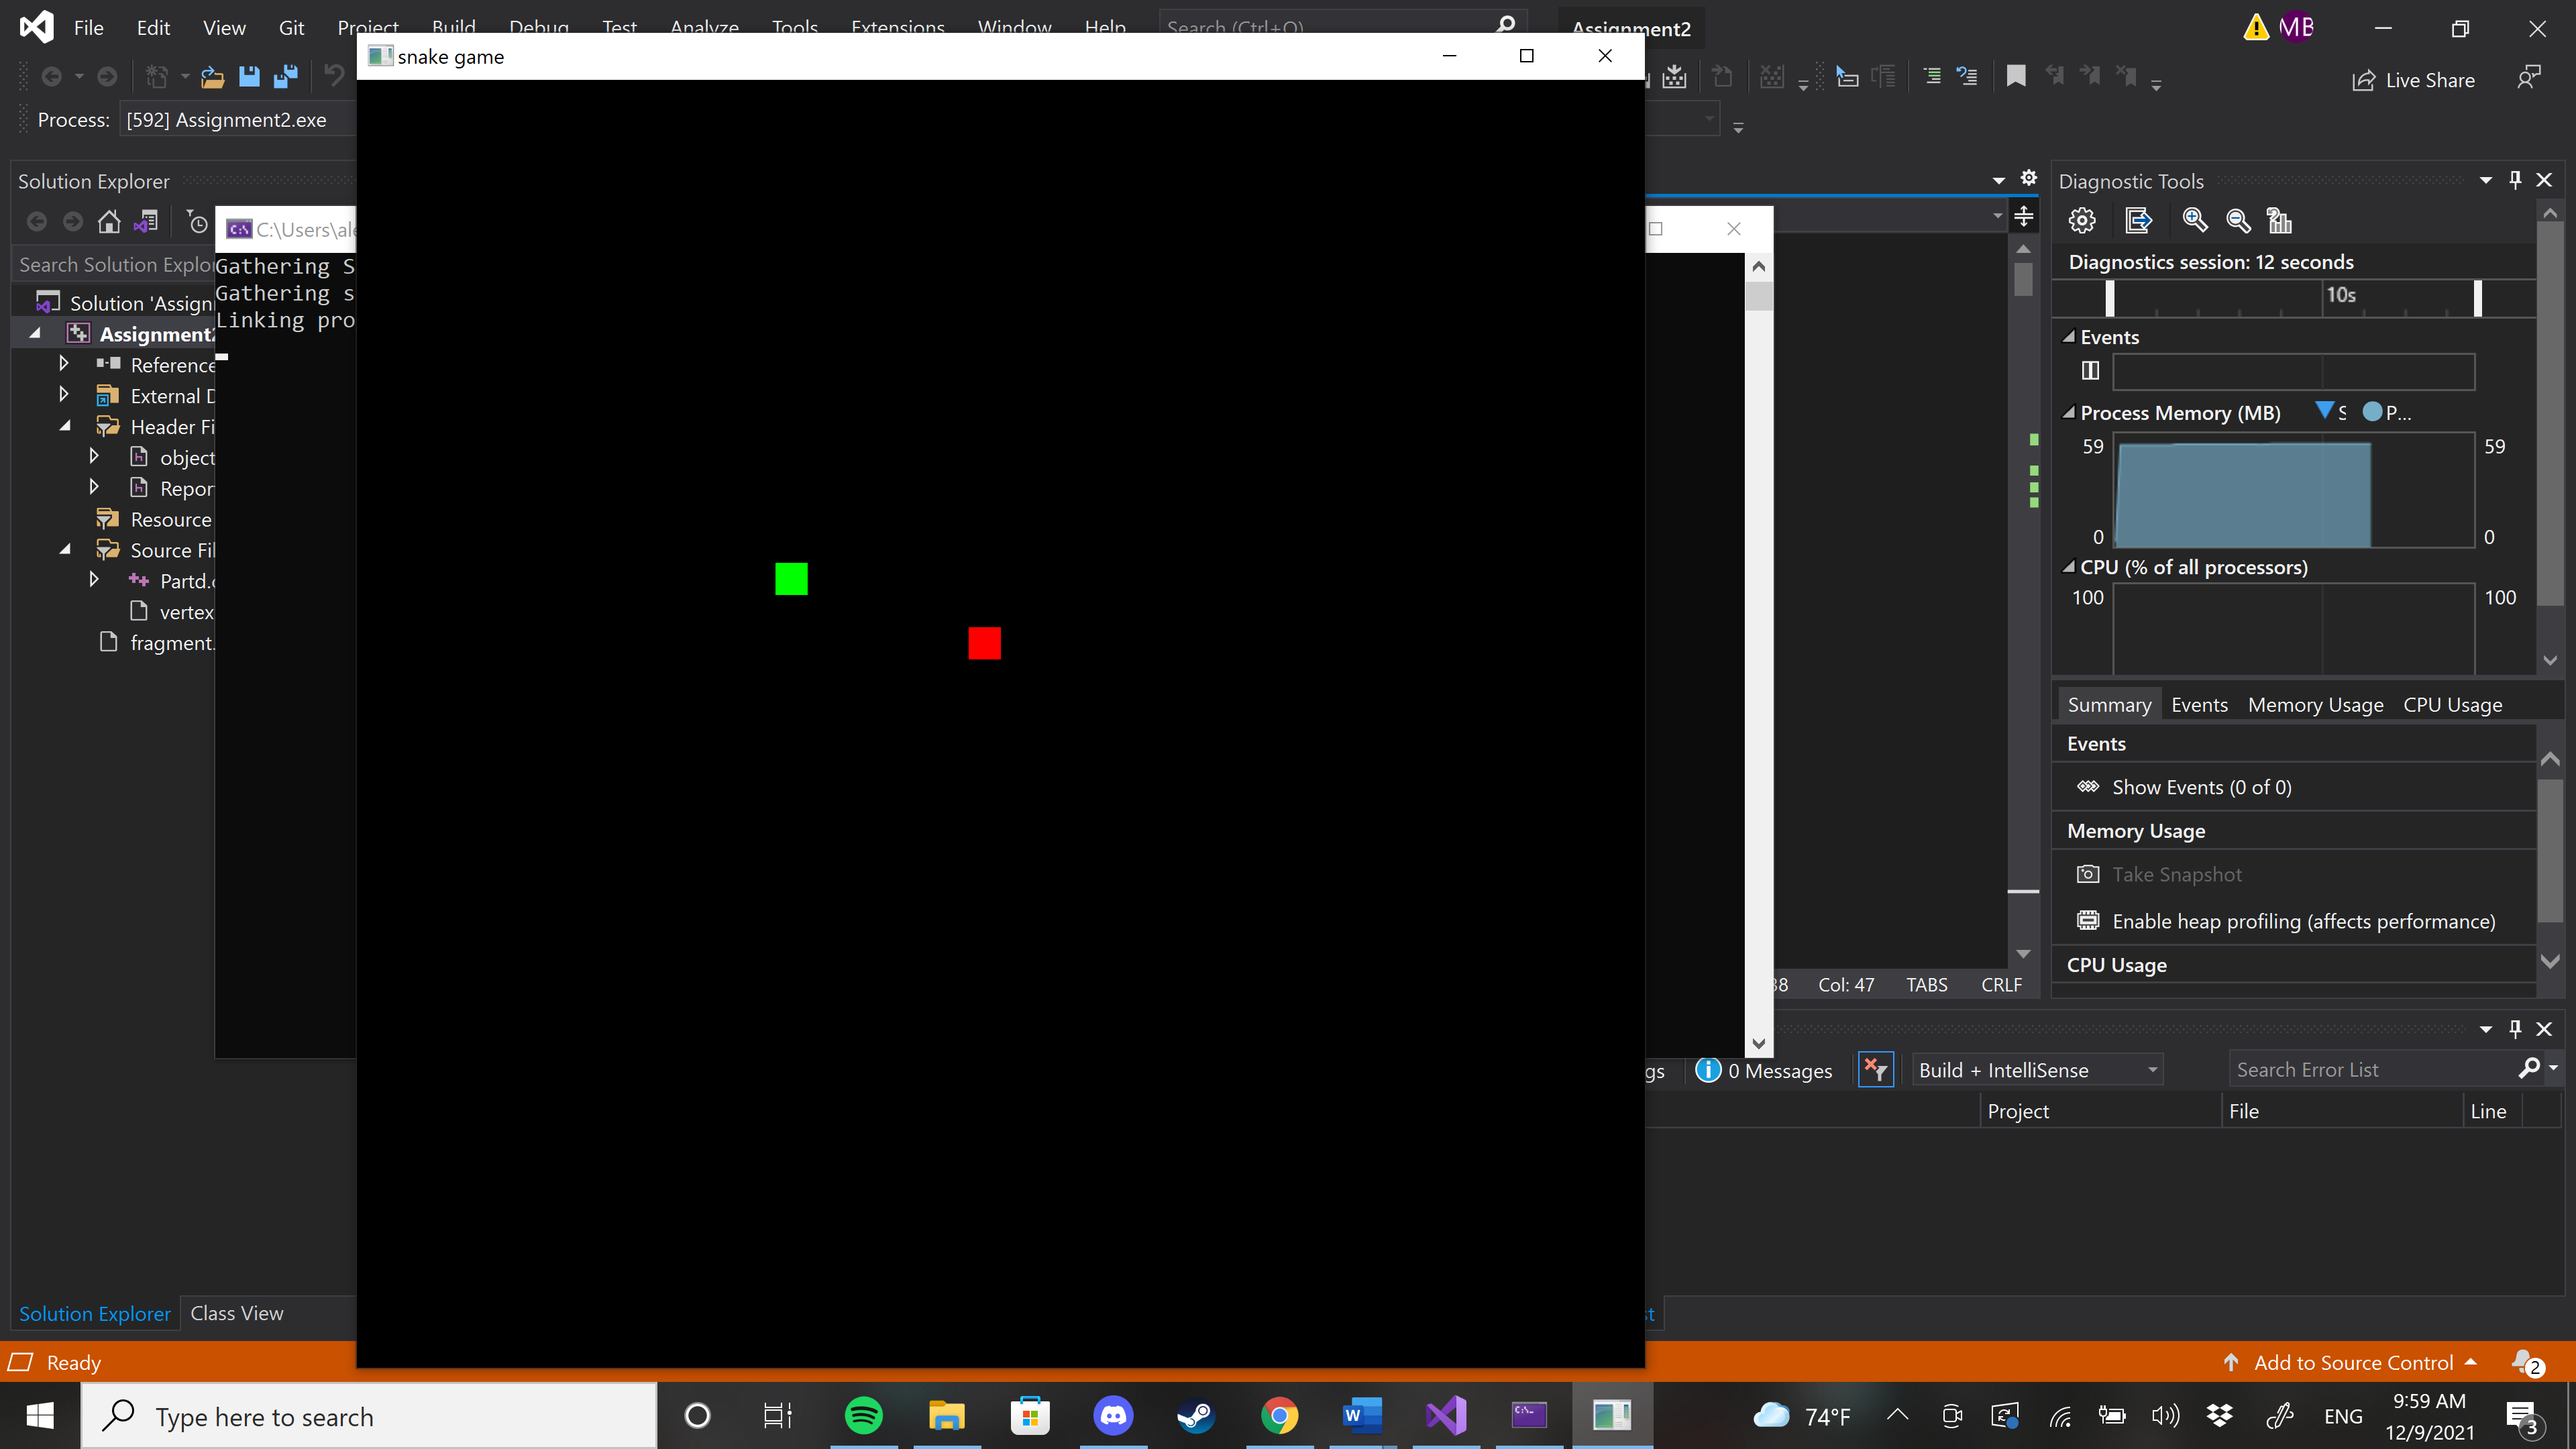 File Edit View Git Project Build Debug Test Analyze Tools Extensions Window Help Search (Ctrl+Q) Assignment2 MB
snake game
Live Share
Process: [592] Assignment2.exe
Solution Explorer
Diagnostic Tools
C:\Users\ale
Search Solution Explor
Gathering S
Gathering s
Linking pro
Diagnostics session: 12 seconds
10s
Solution 'Assign
Assignment2
Reference
External D
Header Fi
object
Repor
Resource
Source Fil
Partd.c
vertex
fragment.
Events
Process Memory (MB) S P...
59 59
0 0
CPU (% of all processors)
100 100
Summary Events Memory Usage CPU Usage
Events
Show Events (0 of 0)
Memory Usage
Take Snapshot
Enable heap profiling (affects performance)
CPU Usage
38 Col: 47 TABS CRLF
gs 0 Messages Build + IntelliSense Search Error List
Project File Line
Solution Explorer Class View st
Ready Add to Source Control 2
Type here to search 74°F ENG 9:59 AM
12/9/2021 3